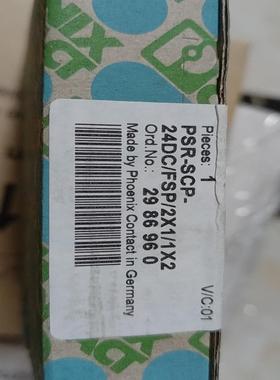 Pieces: 1
PSR-SCP-
24DC/FSP/2X1/1X2
Ord.No.: 29 86 96 0
Made by Phoenix Contact in Germany
V/C:01